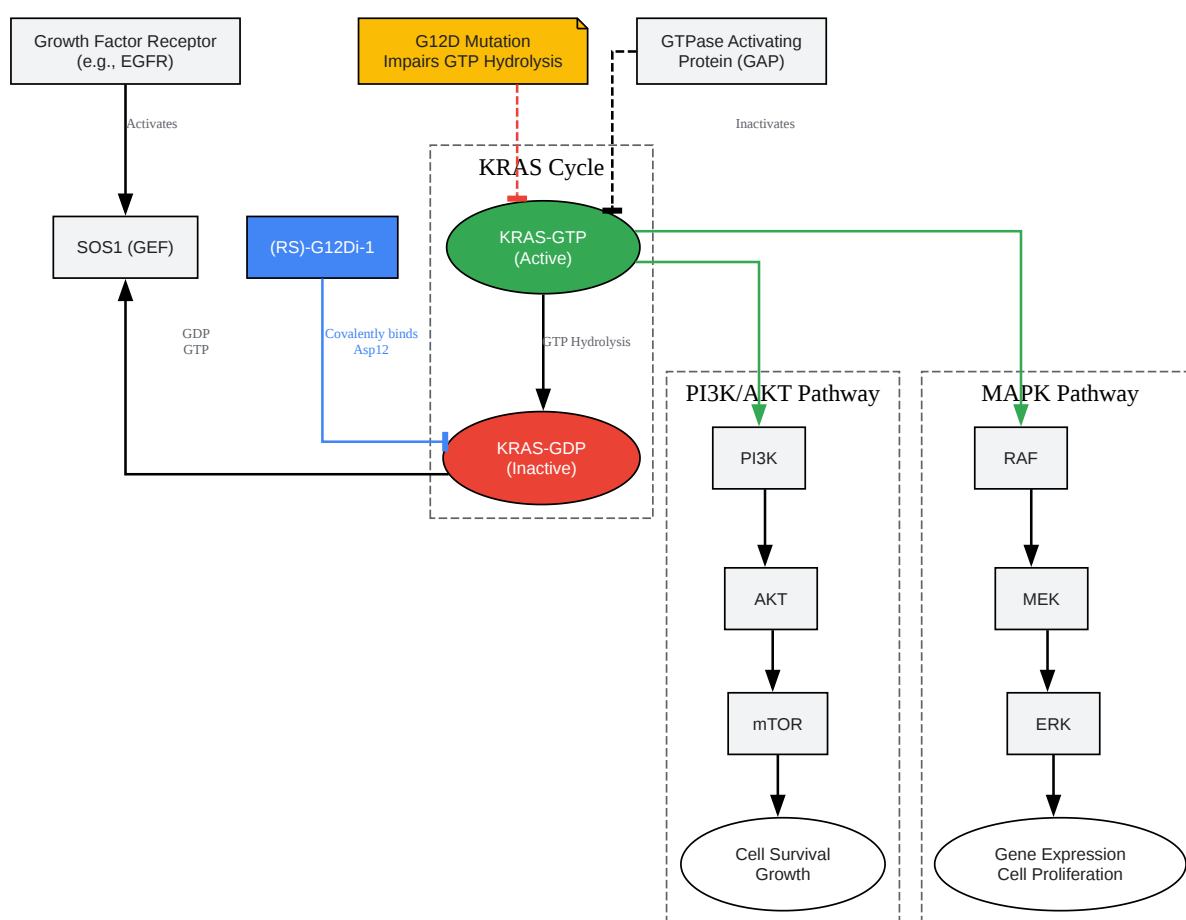 Growth Factor Receptor
(e.g., EGFR)
G12D Mutation
Impairs GTP Hydrolysis
GTPase Activating
Protein (GAP)
Activates
Inactivates
KRAS Cycle
SOS1 (GEF)
(RS)-G12Di-1
KRAS-GTP
(Active)
GDP
GTP
Covalently binds
Asp12
GTP Hydrolysis
PI3K/AKT Pathway
MAPK Pathway
KRAS-GDP
(Inactive)
PI3K
RAF
AKT
MEK
mTOR
ERK
Cell Survival
Growth
Gene Expression
Cell Proliferation